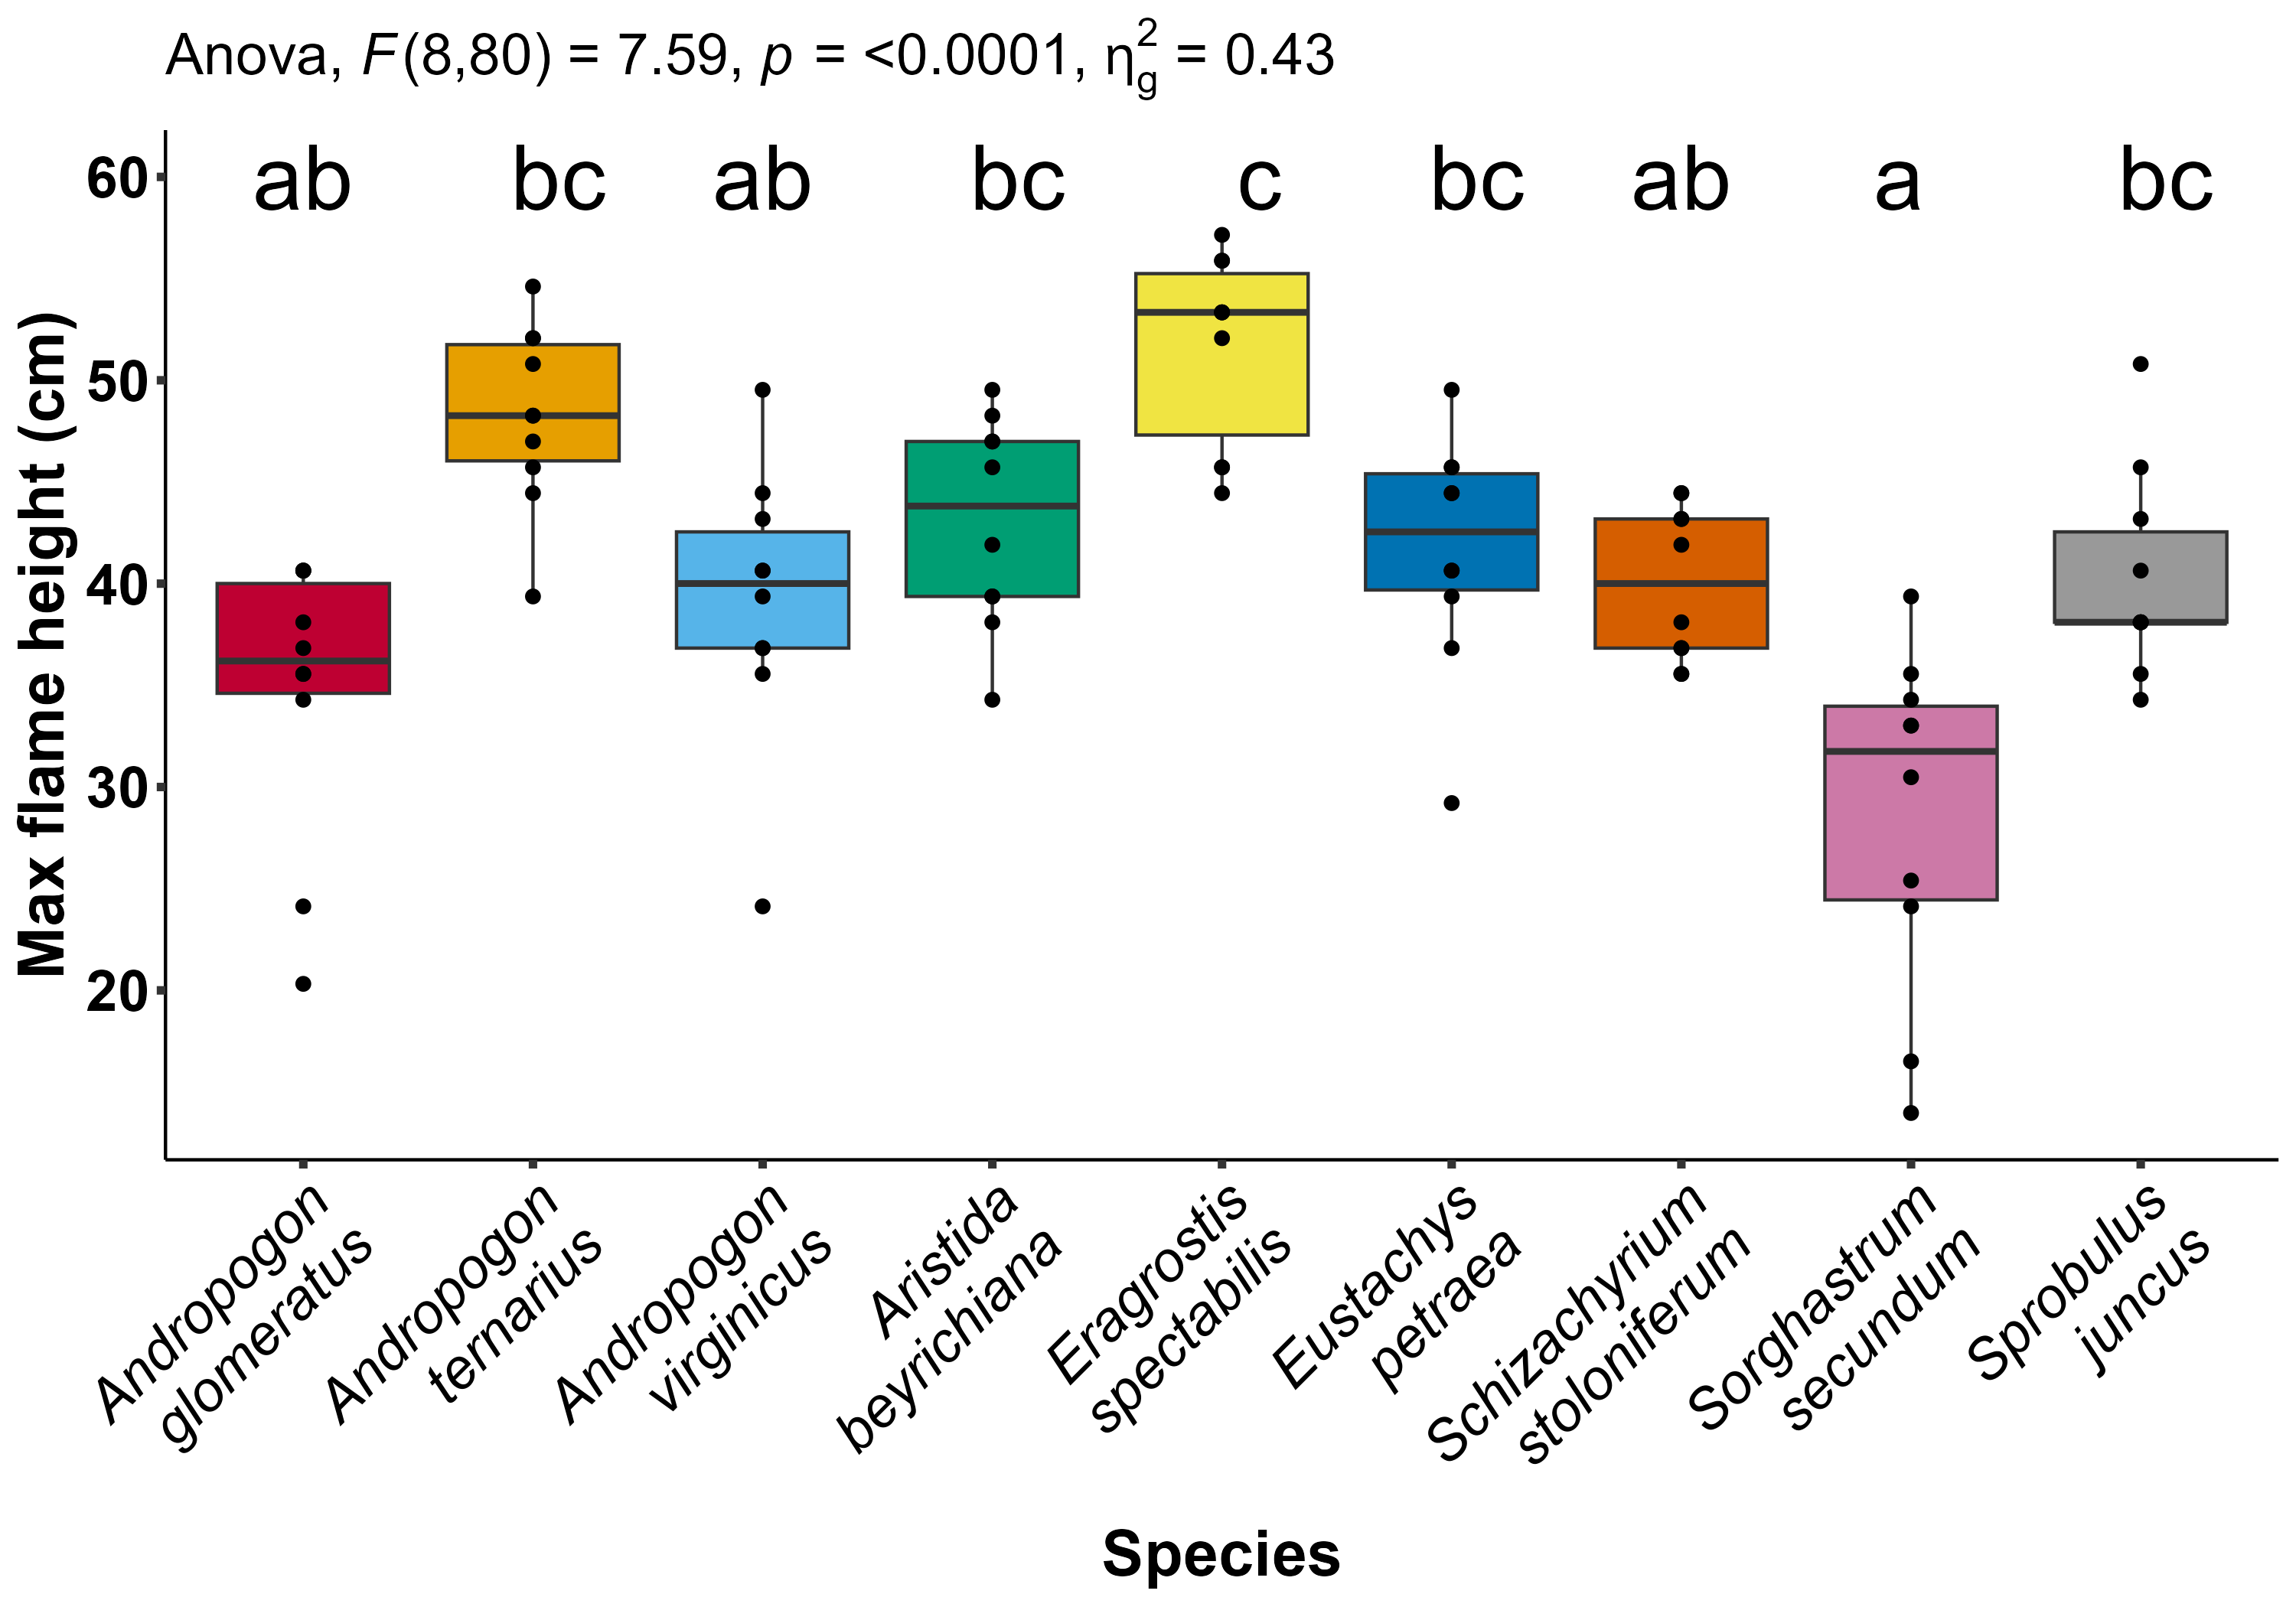 Anova, F(8,80) = 7.59, p = <0.0001, η²g = 0.43
ab bc ab bc c bc ab a bc
Max flame height (cm)
60
50
40
30
20
Andropogon
glomeratus
Andropogon
ternarius
Andropogon
virginicus
Aristida
beyrichiana
Eragrostis
spectabilis
Eustachys
petraea
Schizachyrium
stoloniferum
Sorghastrum
secundum
Sprobulus
juncus
Species